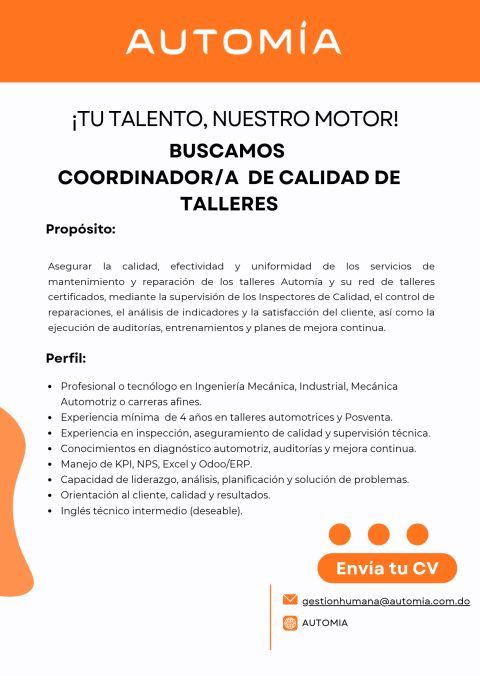 AUTOMÍA
¡TU TALENTO, NUESTRO MOTOR!
BUSCAMOS
COORDINADOR/A DE CALIDAD DE
TALLERES
Propósito:
Asegurar la calidad, efectividad y uniformidad de los servicios de
mantenimiento y reparación de los talleres Automía y su red de talleres
certificados, mediante la supervisión de los Inspectores de Calidad, el control de
reparaciones, el análisis de indicadores y la satisfacción del cliente, así como la
ejecución de auditorías, entrenamientos y planes de mejora continua.
Perfil:
• Profesional o tecnólogo en Ingeniería Mecánica, Industrial, Mecánica
Automotriz o carreras afines.
• Experiencia mínima de 4 años en talleres automotrices y Posventa.
• Experiencia en inspección, aseguramiento de calidad y supervisión técnica.
• Conocimientos en diagnóstico automotriz, auditorías y mejora continua.
• Manejo de KPI, NPS, Excel y Odoo/ERP.
• Capacidad de liderazgo, análisis, planificación y solución de problemas.
• Orientación al cliente, calidad y resultados.
• Inglés técnico intermedio (deseable).
Envía tu CV
gestionhumana@automia.com.do
AUTOMIA